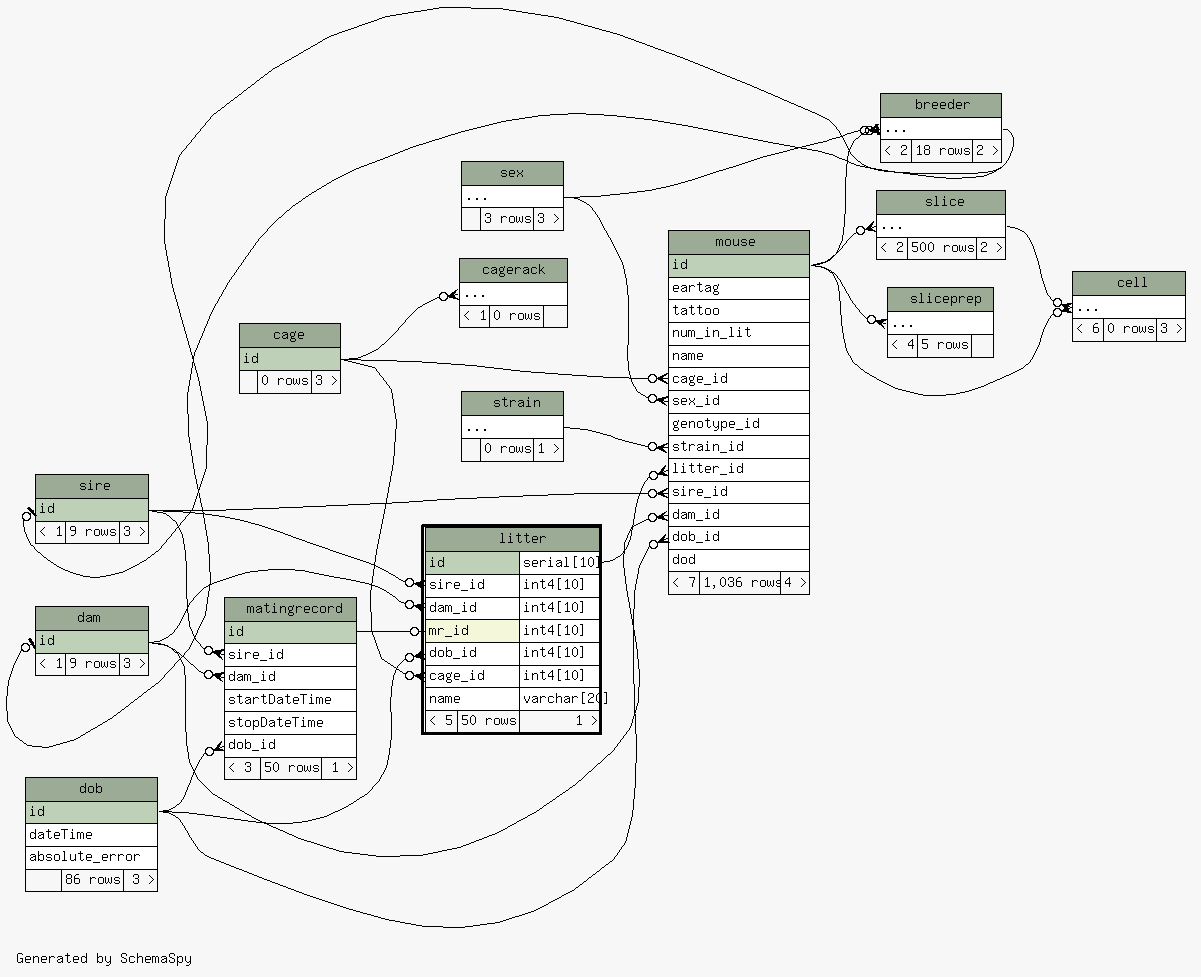 breeder
...
< 2 18 rows 2 >
sex
...
3 rows 3 >
slice
...
< 2 500 rows 2 >
mouse
id
eartag
tattoo
num_in_lit
name
cage_id
sex_id
genotype_id
strain_id
litter_id
sire_id
dam_id
dob_id
dod
< 7 1,036 rows 4 >
cagerack
...
< 1 0 rows
sliceprep
...
< 4 5 rows
cell
...
< 6 0 rows 3 >
cage
id
0 rows 3 >
strain
...
0 rows 1 >
sire
id
< 1 9 rows 3 >
litter
id serial[10]
sire_id int4[10]
dam_id int4[10]
mr_id int4[10]
dob_id int4[10]
cage_id int4[10]
name varchar[20]
< 5 50 rows 1 >
dam
id
< 1 9 rows 3 >
matingrecord
id
sire_id
dam_id
startDateTime
stopDateTime
dob_id
< 3 50 rows 1 >
dob
id
dateTime
absolute_error
86 rows 3 >
Generated by SchemaSpy